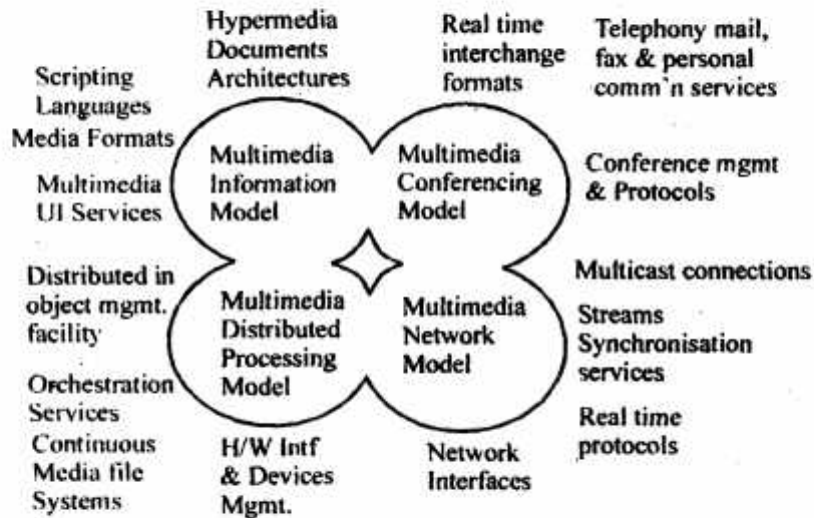 Hypermedia
Documents
Architectures
Real time
interchange
formats
Telephony mail,
fax & personal
comm`n services
Scripting
Languages
Media Formats
Multimedia
UI Services
Multimedia
Information
Model
Multimedia
Conferencing
Model
Conference mgmt
& Protocols
Distributed in
object mgmt.
facility
Multimedia
Distributed
Processing
Model
Multimedia
Network
Model
Multicast connections
Streams
Synchronisation
services
Orchestration
Services
Continuous
Media file
Systems
H/W Intf
& Devices
Mgmt.
Network
Interfaces
Real time
protocols